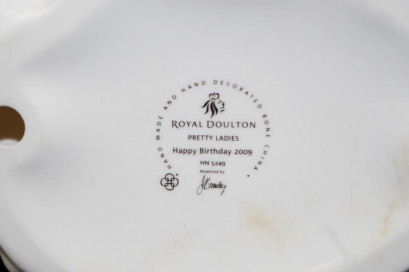 HAND MADE AND HAND DECORATED BONE CHINA
ROYAL DOULTON
PRETTY LADIES
Happy Birthday 2009
HN 5249
Modelled by